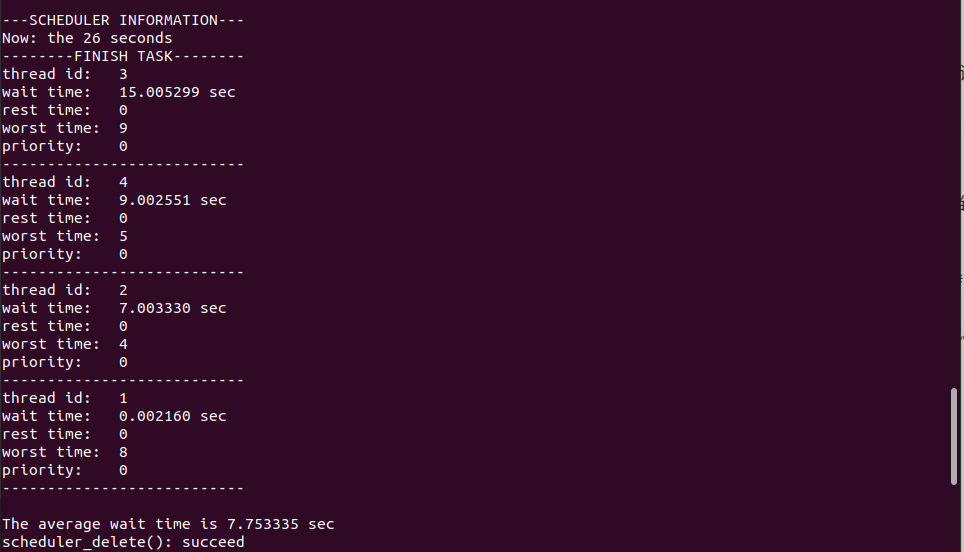 ---SCHEDULER INFORMATION---
Now: the 26 seconds
--------FINISH TASK--------
thread id:   3
wait time:   15.005299 sec
rest time:   0
worst time:  9
priority:    0
---------------------------
thread id:   4
wait time:   9.002551 sec
rest time:   0
worst time:  5
priority:    0
---------------------------
thread id:   2
wait time:   7.003330 sec
rest time:   0
worst time:  4
priority:    0
---------------------------
thread id:   1
wait time:   0.002160 sec
rest time:   0
worst time:  8
priority:    0
---------------------------
The average wait time is 7.753335 sec
scheduler_delete(): succeed